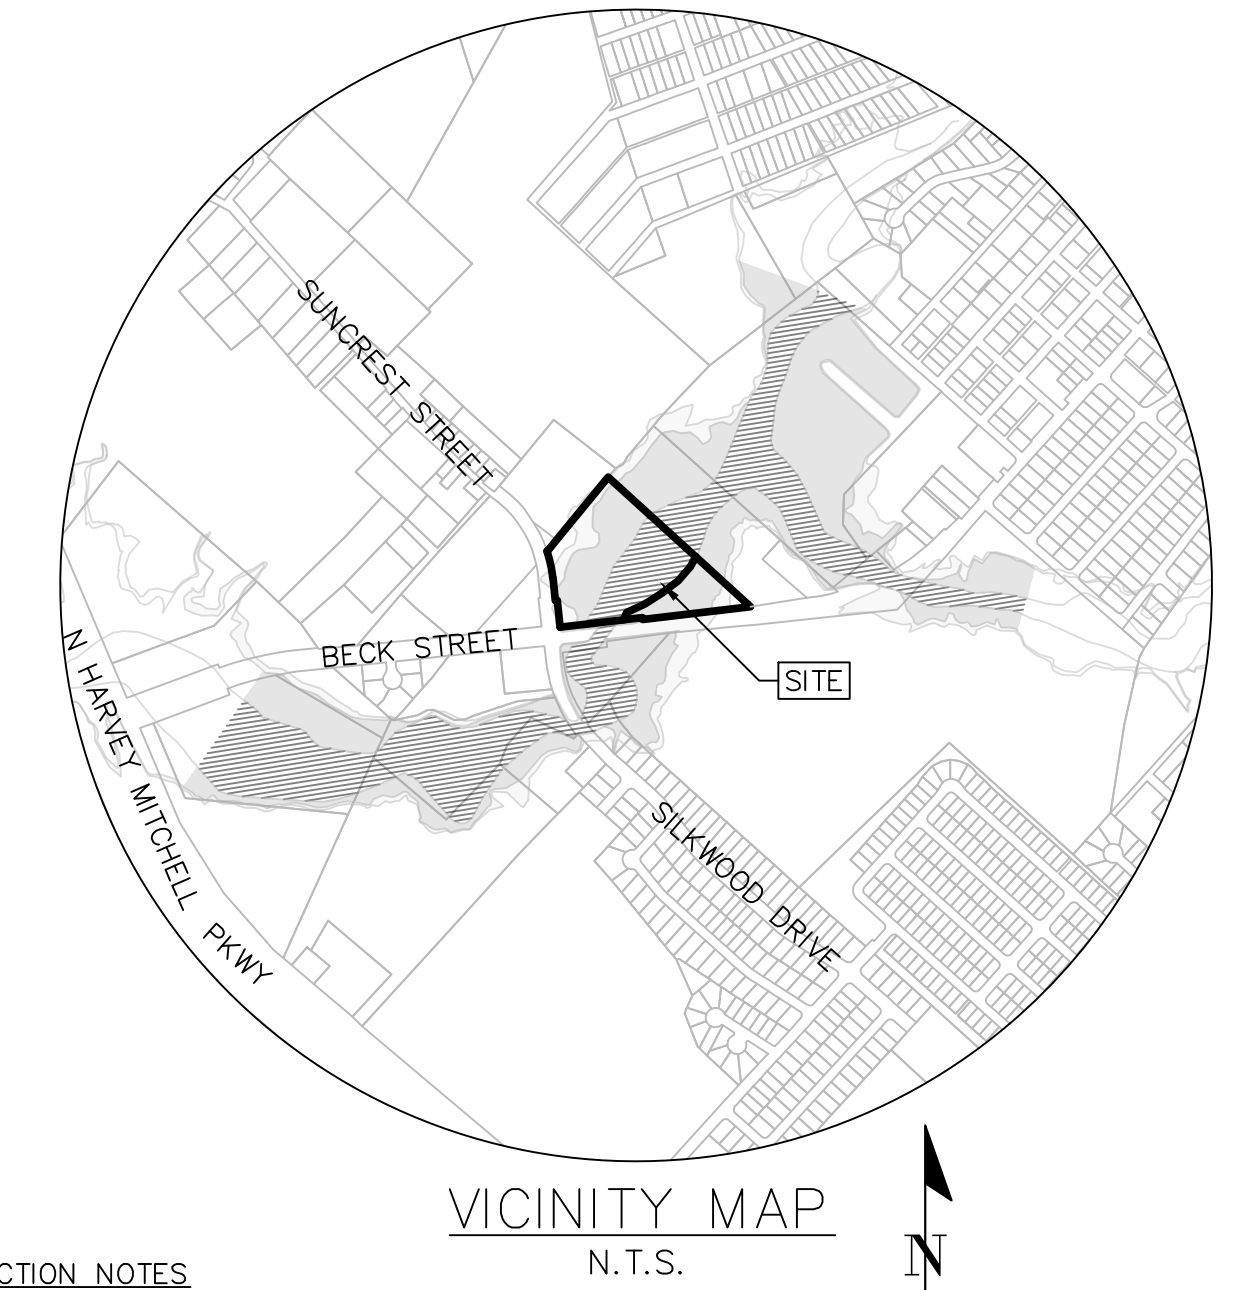 SUNCREST STREET
BECK STREET
SITE
N HARVEY MITCHELL PKWY
SILKWOOD DRIVE
VICINITY MAP
N.T.S.
N
CTION NOTES